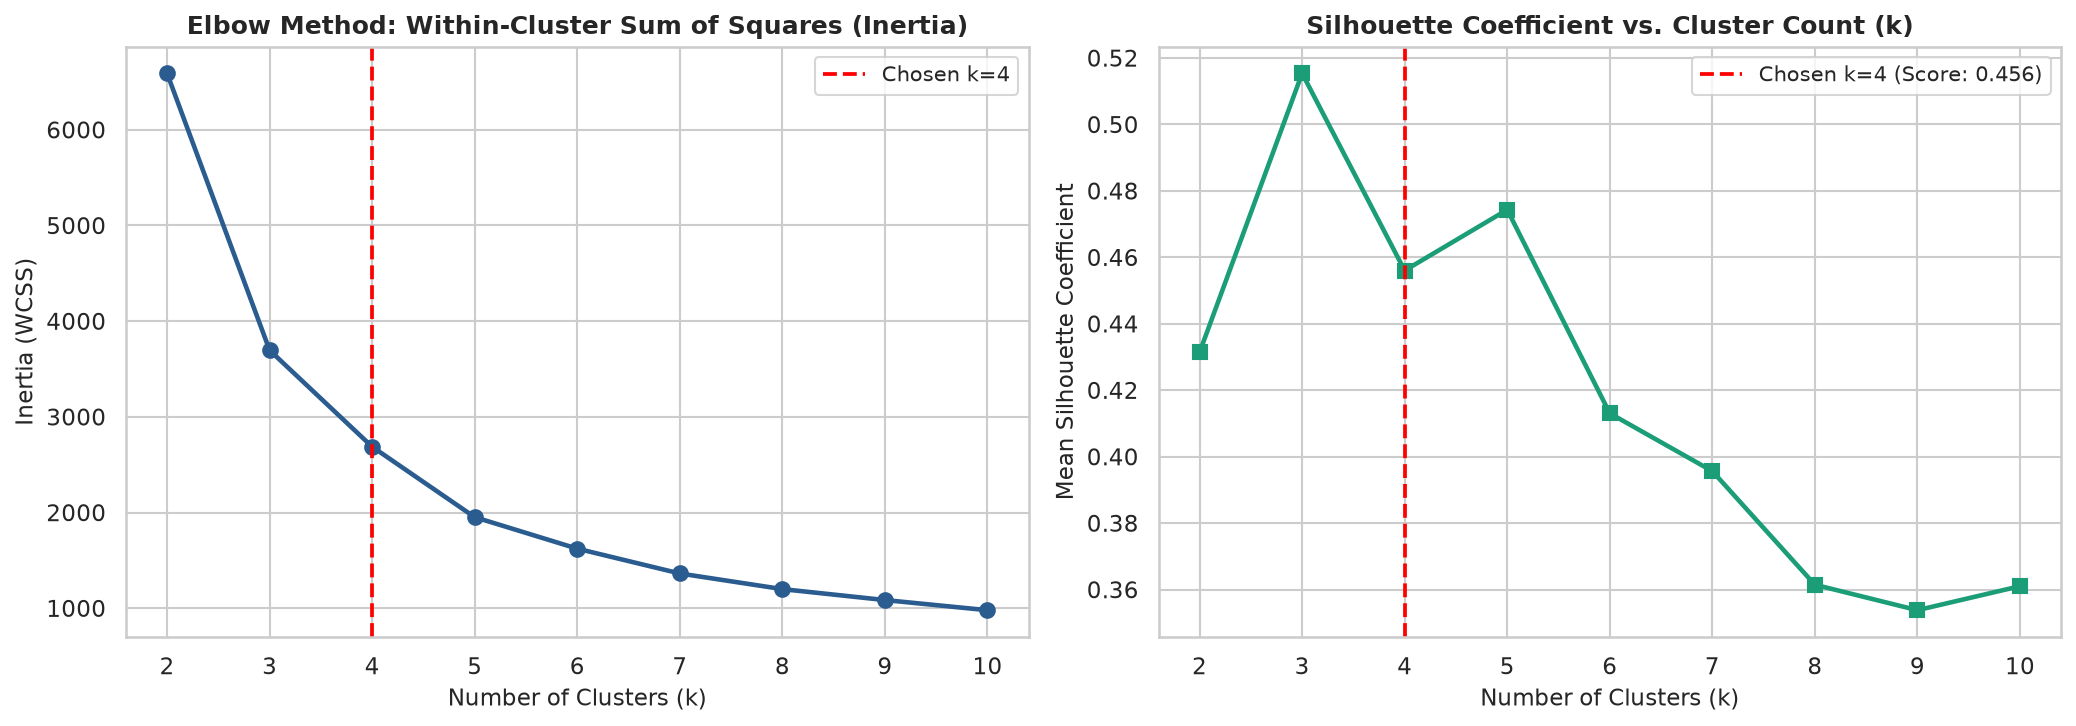 Elbow Method: Within-Cluster Sum of Squares (Inertia)
Chosen k=4
6000
5000
4000
3000
2000
1000
Inertia (WCSS)
2 3 4 5 6 7 8 9 10
Number of Clusters (k)
Silhouette Coefficient vs. Cluster Count (k)
Chosen k=4 (Score: 0.456)
0.52
0.50
0.48
0.46
0.44
0.42
0.40
0.38
0.36
Mean Silhouette Coefficient
2 3 4 5 6 7 8 9 10
Number of Clusters (k)